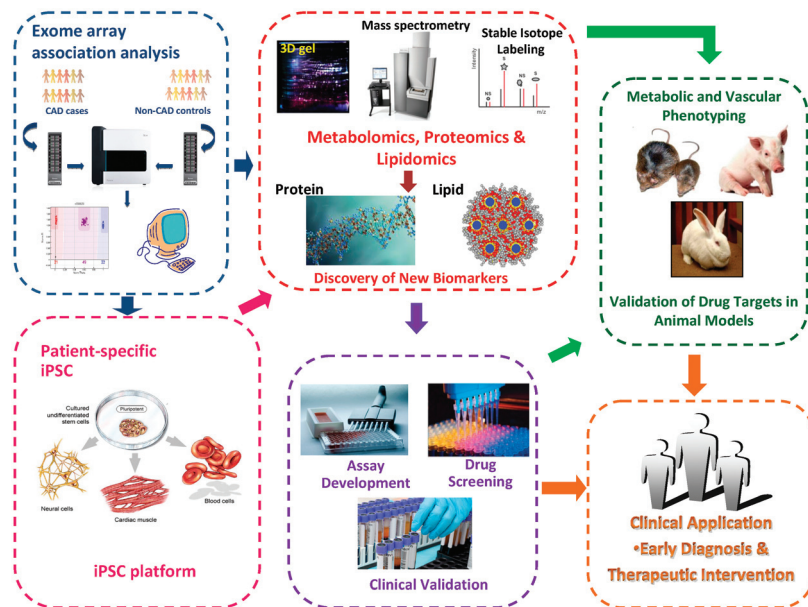 Exome array
association analysis
CAD cases
Non-CAD controls
3D gel
Mass spectrometry
Stable Isotope
Labeling
Intensity
NS
S
NS
S
m/z
Metabolomics, Proteomics &
Lipidomics
Protein
Lipid
Discovery of New Biomarkers
Metabolic and Vascular
Phenotyping
Validation of Drug Targets in
Animal Models
Patient-specific
iPSC
Cultured
undifferentiated
stem cells
Pluripotent
Neural cells
Cardiac muscle
Blood cells
iPSC platform
Assay
Development
Drug
Screening
Clinical Validation
Clinical Application
•Early Diagnosis &
Therapeutic Intervention